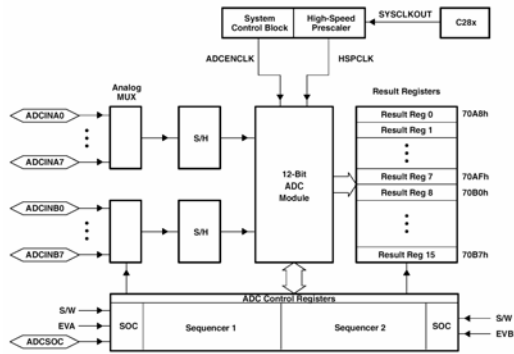 System Control Block
High-Speed Prescaler
SYSCLKOUT
C28x
ADCENCLK
HSPCLK
Analog MUX
Result Registers
ADCINA0
ADCINA7
S/H
12-Bit ADC Module
Result Reg 0
70A8h
Result Reg 1
Result Reg 7
70AFh
Result Reg 8
70B0h
ADCINB0
ADCINB7
S/H
Result Reg 15
70B7h
ADC Control Registers
S/W
EVA
ADCSOC
SOC
Sequencer 1
Sequencer 2
SOC
S/W
EVB